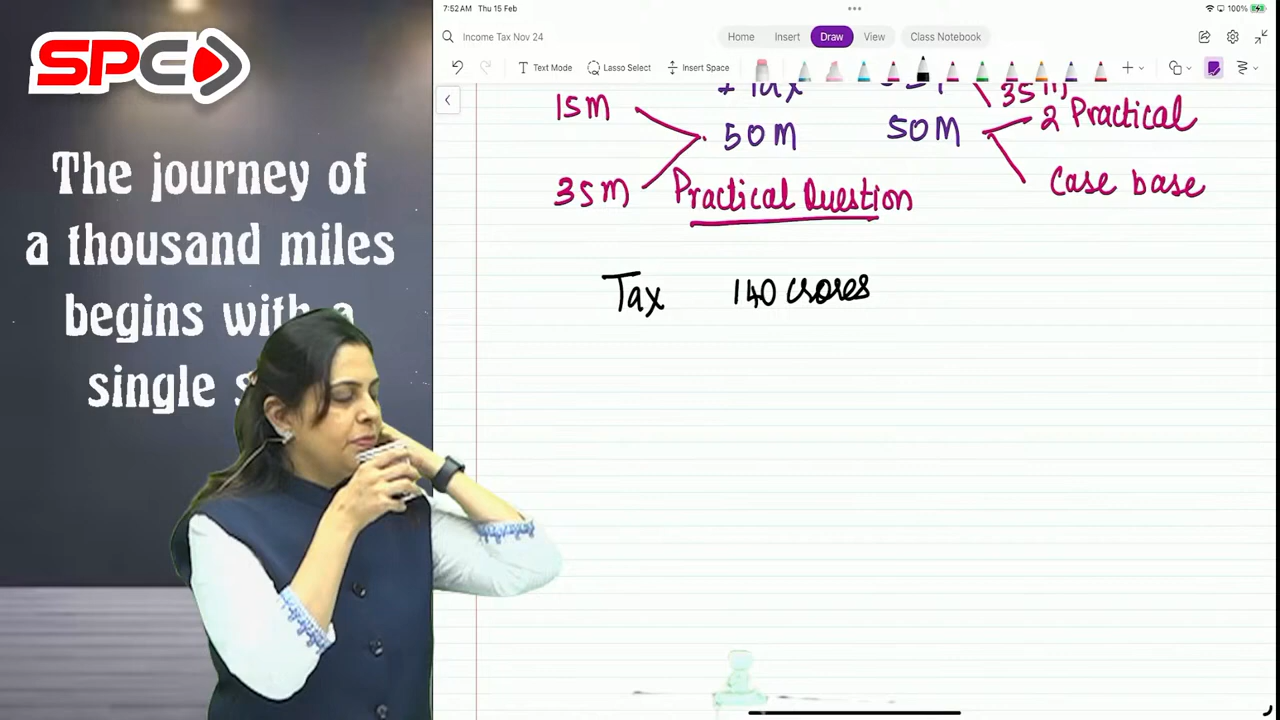 SPC
The journey of
a thousand miles
begins with a
single s
7:52 AM Thu 15 Feb
100%
Income Tax Nov 24
Home Insert Draw View Class Notebook
Text Mode Lasso Select Insert Space
15M
Tax
35M
50M
50M
2 Practical
35M
Practical Question
Case base
Tax 140 crores